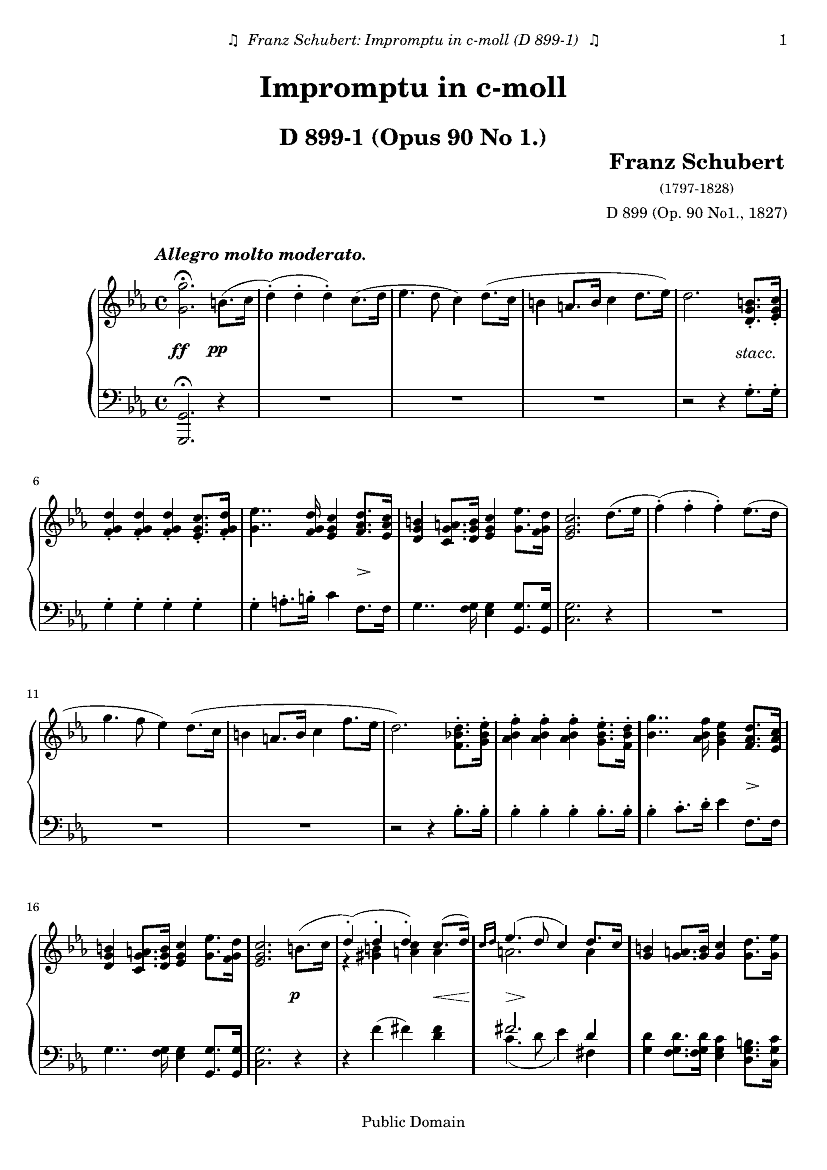 ♫ Franz Schubert: Impromptu in c-moll (D 899-1) ♫ 1
Impromptu in c-moll
D 899-1 (Opus 90 No 1.)
Franz Schubert
(1797-1828)
D 899 (Op. 90 No1., 1827)
Allegro molto moderato.
ff pp stacc.
6
11
16
p
Public Domain